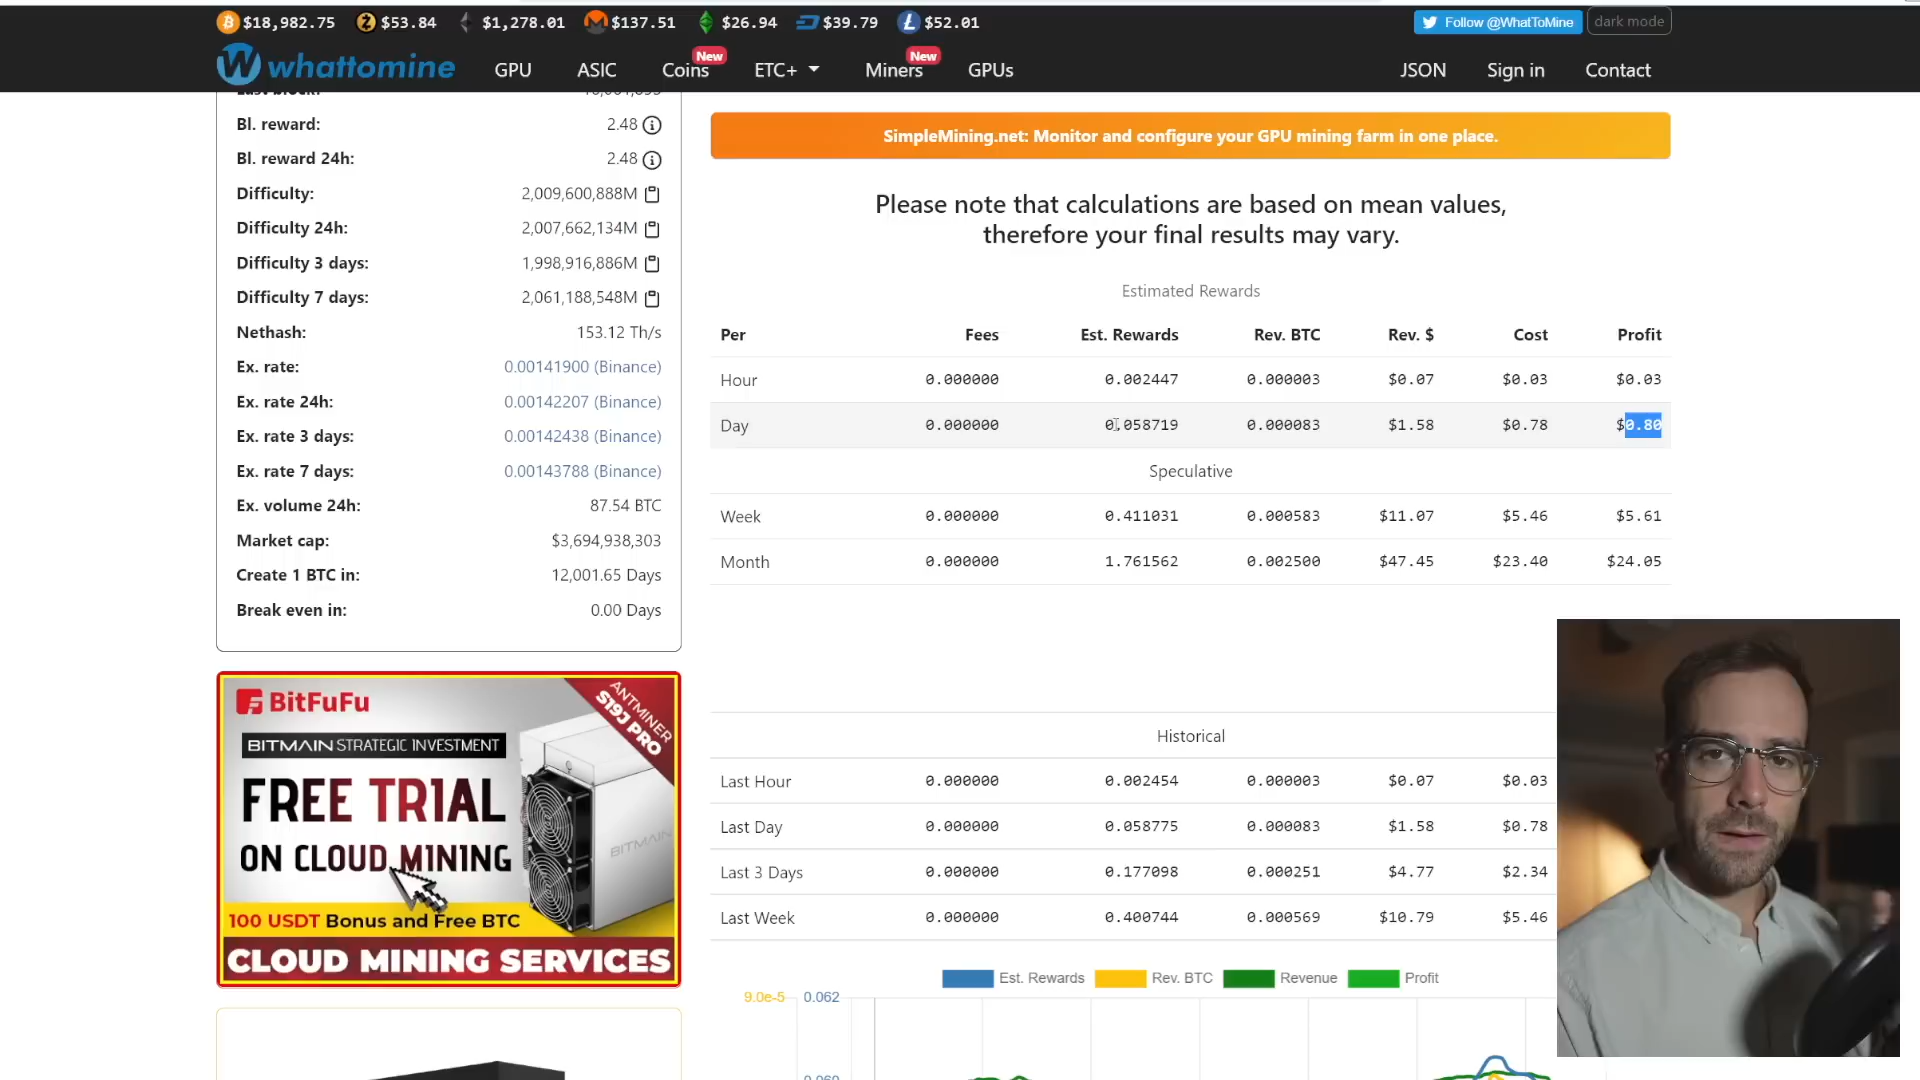 $18,982.75 $53.84 $1,278.01 $137.51 $26.94 $39.79 $52.01 Follow @WhatToMine dark mode
whattomine GPU ASIC Coins New ETC+ Miners New GPUs JSON Sign in Contact
Last block: 16,001,855
Bl. reward: 2.48
Bl. reward 24h: 2.48
Difficulty: 2,009,600,888M
Difficulty 24h: 2,007,662,134M
Difficulty 3 days: 1,998,916,886M
Difficulty 7 days: 2,061,188,548M
Nethash: 153.12 Th/s
Ex. rate: 0.00141900 (Binance)
Ex. rate 24h: 0.00142207 (Binance)
Ex. rate 3 days: 0.00142438 (Binance)
Ex. rate 7 days: 0.00143788 (Binance)
Ex. volume 24h: 87.54 BTC
Market cap: $3,694,938,303
Create 1 BTC in: 12,001.65 Days
Break even in: 0.00 Days
BitFuFu
ANTMINER
S19J PRO
BITMAIN STRATEGIC INVESTMENT
FREE TRIAL
ON CLOUD MINING
BITMAIN
100 USDT Bonus and Free BTC
CLOUD MINING SERVICES
SimpleMining.net: Monitor and configure your GPU mining farm in one place.
Please note that calculations are based on mean values,
therefore your final results may vary.
Estimated Rewards
Per Fees Est. Rewards Rev. BTC Rev. $ Cost Profit
Hour 0.000000 0.002447 0.000003 $0.07 $0.03 $0.03
Day 0.000000 0.058719 0.000083 $1.58 $0.78 $0.80
Speculative
Week 0.000000 0.411031 0.000583 $11.07 $5.46 $5.61
Month 0.000000 1.761562 0.002500 $47.45 $23.40 $24.05
Historical
Last Hour 0.000000 0.002454 0.000003 $0.07 $0.03
Last Day 0.000000 0.058775 0.000083 $1.58 $0.78
Last 3 Days 0.000000 0.177098 0.000251 $4.77 $2.34
Last Week 0.000000 0.400744 0.000569 $10.79 $5.46
Est. Rewards Rev. BTC Revenue Profit
9.0e-5 0.062
0.060